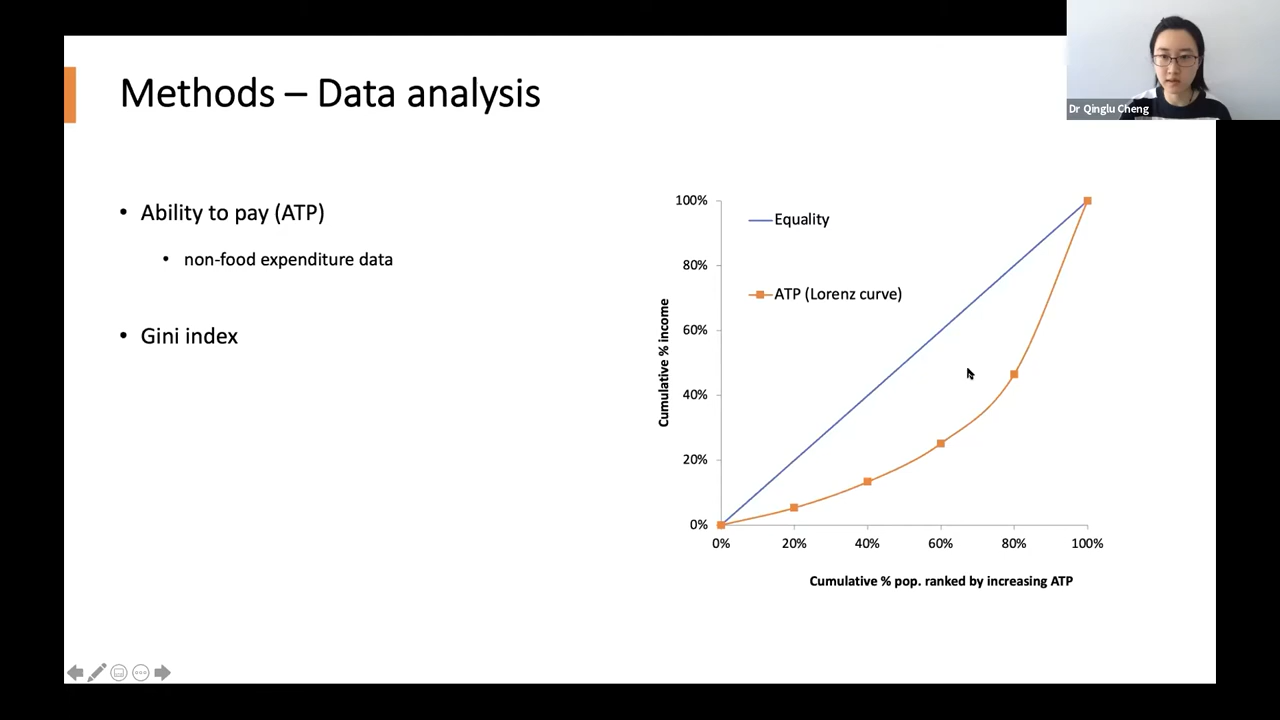 Methods – Data analysis
Dr Qinglu Cheng
• Ability to pay (ATP)
• non-food expenditure data
• Gini index
100%
80%
60%
40%
20%
0%
Cumulative % income
Equality
ATP (Lorenz curve)
0% 20% 40% 60% 80% 100%
Cumulative % pop. ranked by increasing ATP